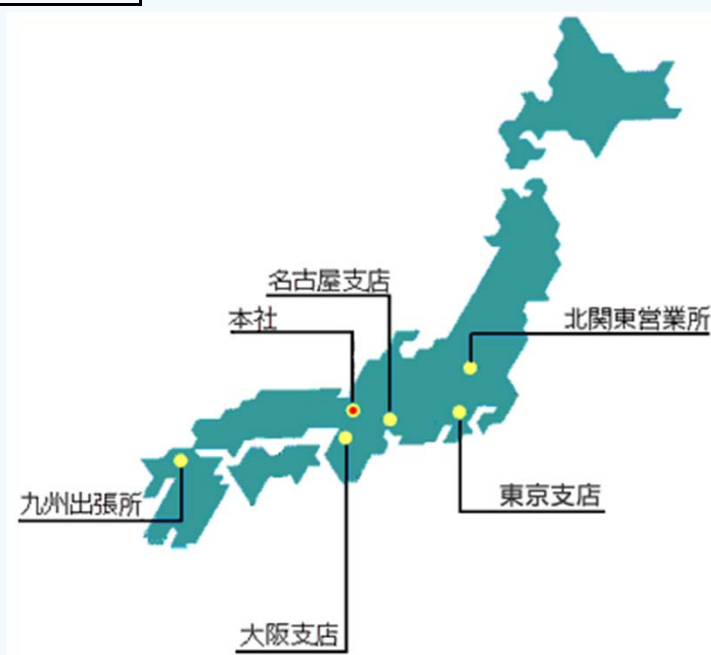 名古屋支店
本社
北関東営業所
東京支店
九州出張所
大阪支店